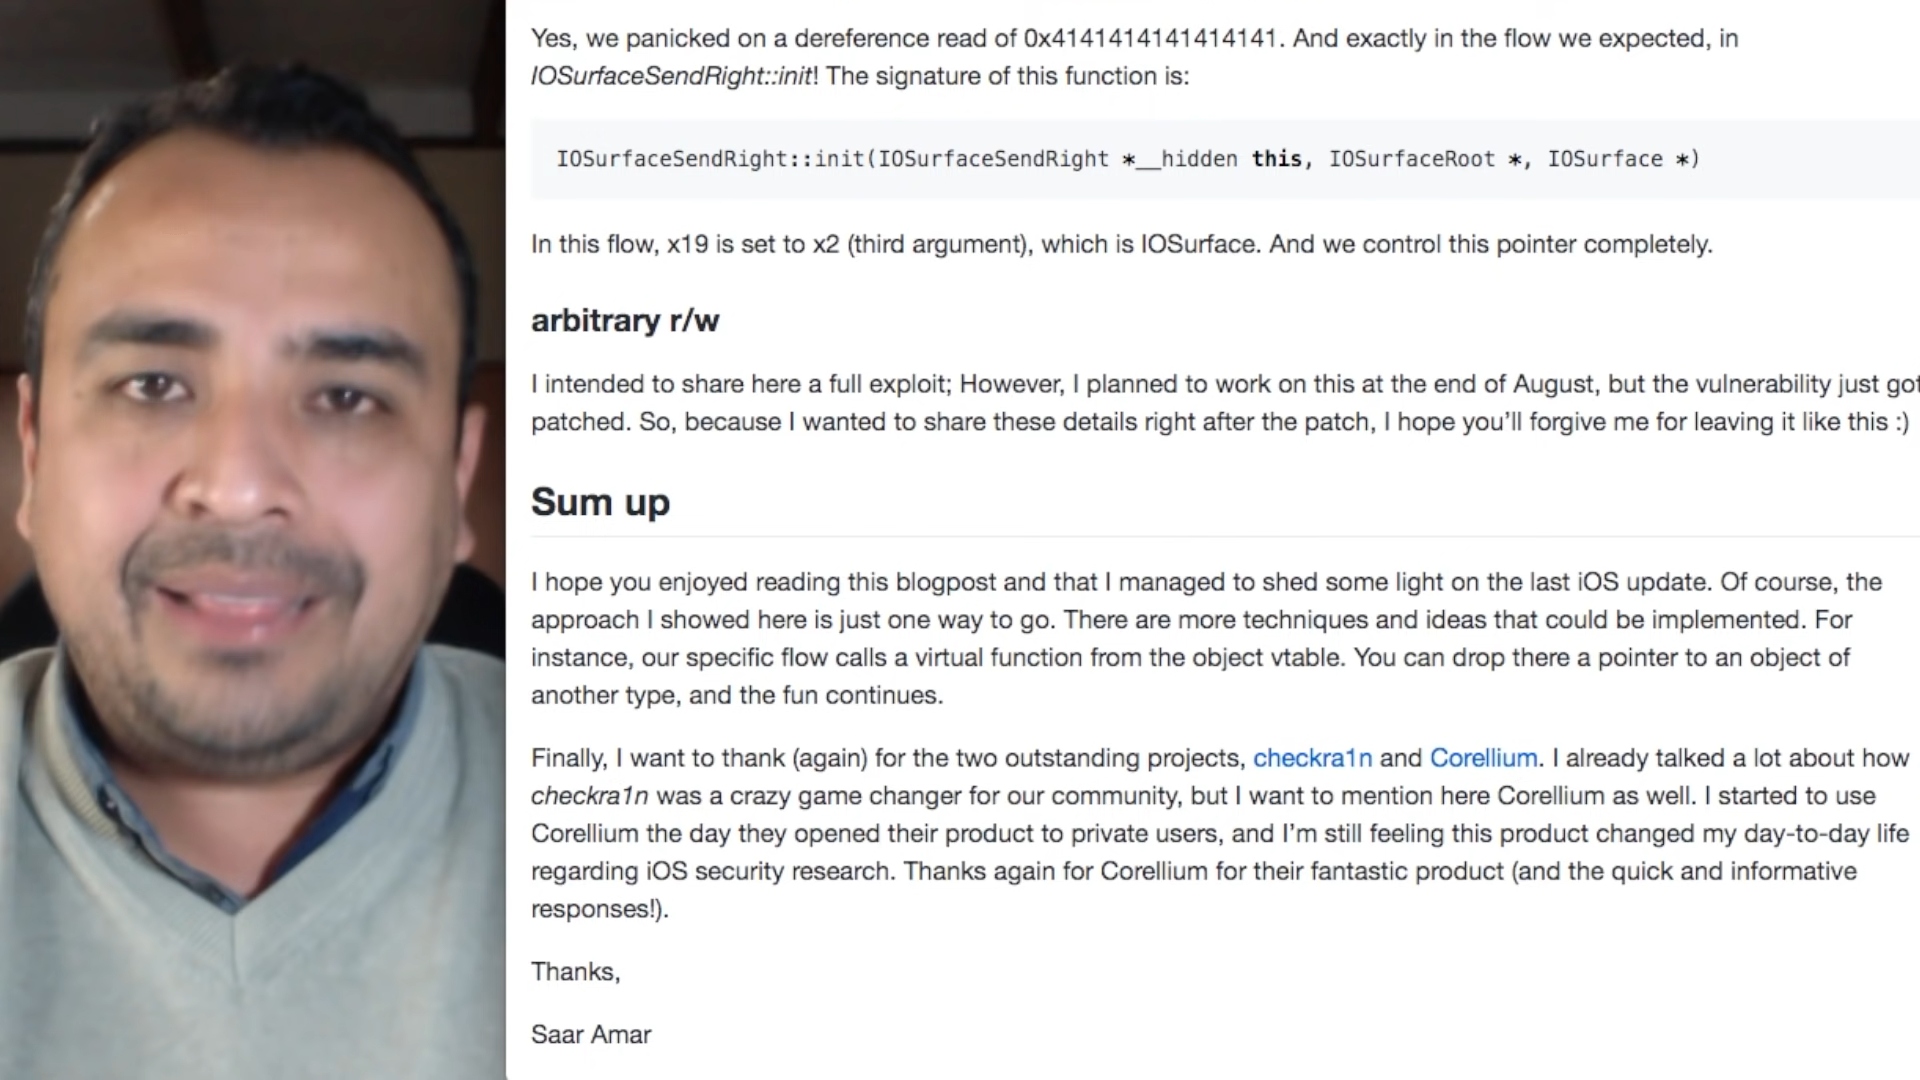 Yes, we panicked on a dereference read of 0x4141414141414141. And exactly in the flow we expected, in
IOSurfaceSendRight::init! The signature of this function is:
IOSurfaceSendRight::init(IOSurfaceSendRight *__hidden this, IOSurfaceRoot *, IOSurface *)
In this flow, x19 is set to x2 (third argument), which is IOSurface. And we control this pointer completely.
arbitrary r/w
I intended to share here a full exploit; However, I planned to work on this at the end of August, but the vulnerability just got
patched. So, because I wanted to share these details right after the patch, I hope you’ll forgive me for leaving it like this :)
Sum up
I hope you enjoyed reading this blogpost and that I managed to shed some light on the last iOS update. Of course, the
approach I showed here is just one way to go. There are more techniques and ideas that could be implemented. For
instance, our specific flow calls a virtual function from the object vtable. You can drop there a pointer to an object of
another type, and the fun continues.
Finally, I want to thank (again) for the two outstanding projects, checkra1n and Corellium. I already talked a lot about how
checkra1n was a crazy game changer for our community, but I want to mention here Corellium as well. I started to use
Corellium the day they opened their product to private users, and I’m still feeling this product changed my day-to-day life
regarding iOS security research. Thanks again for Corellium for their fantastic product (and the quick and informative
responses!).
Thanks,
Saar Amar